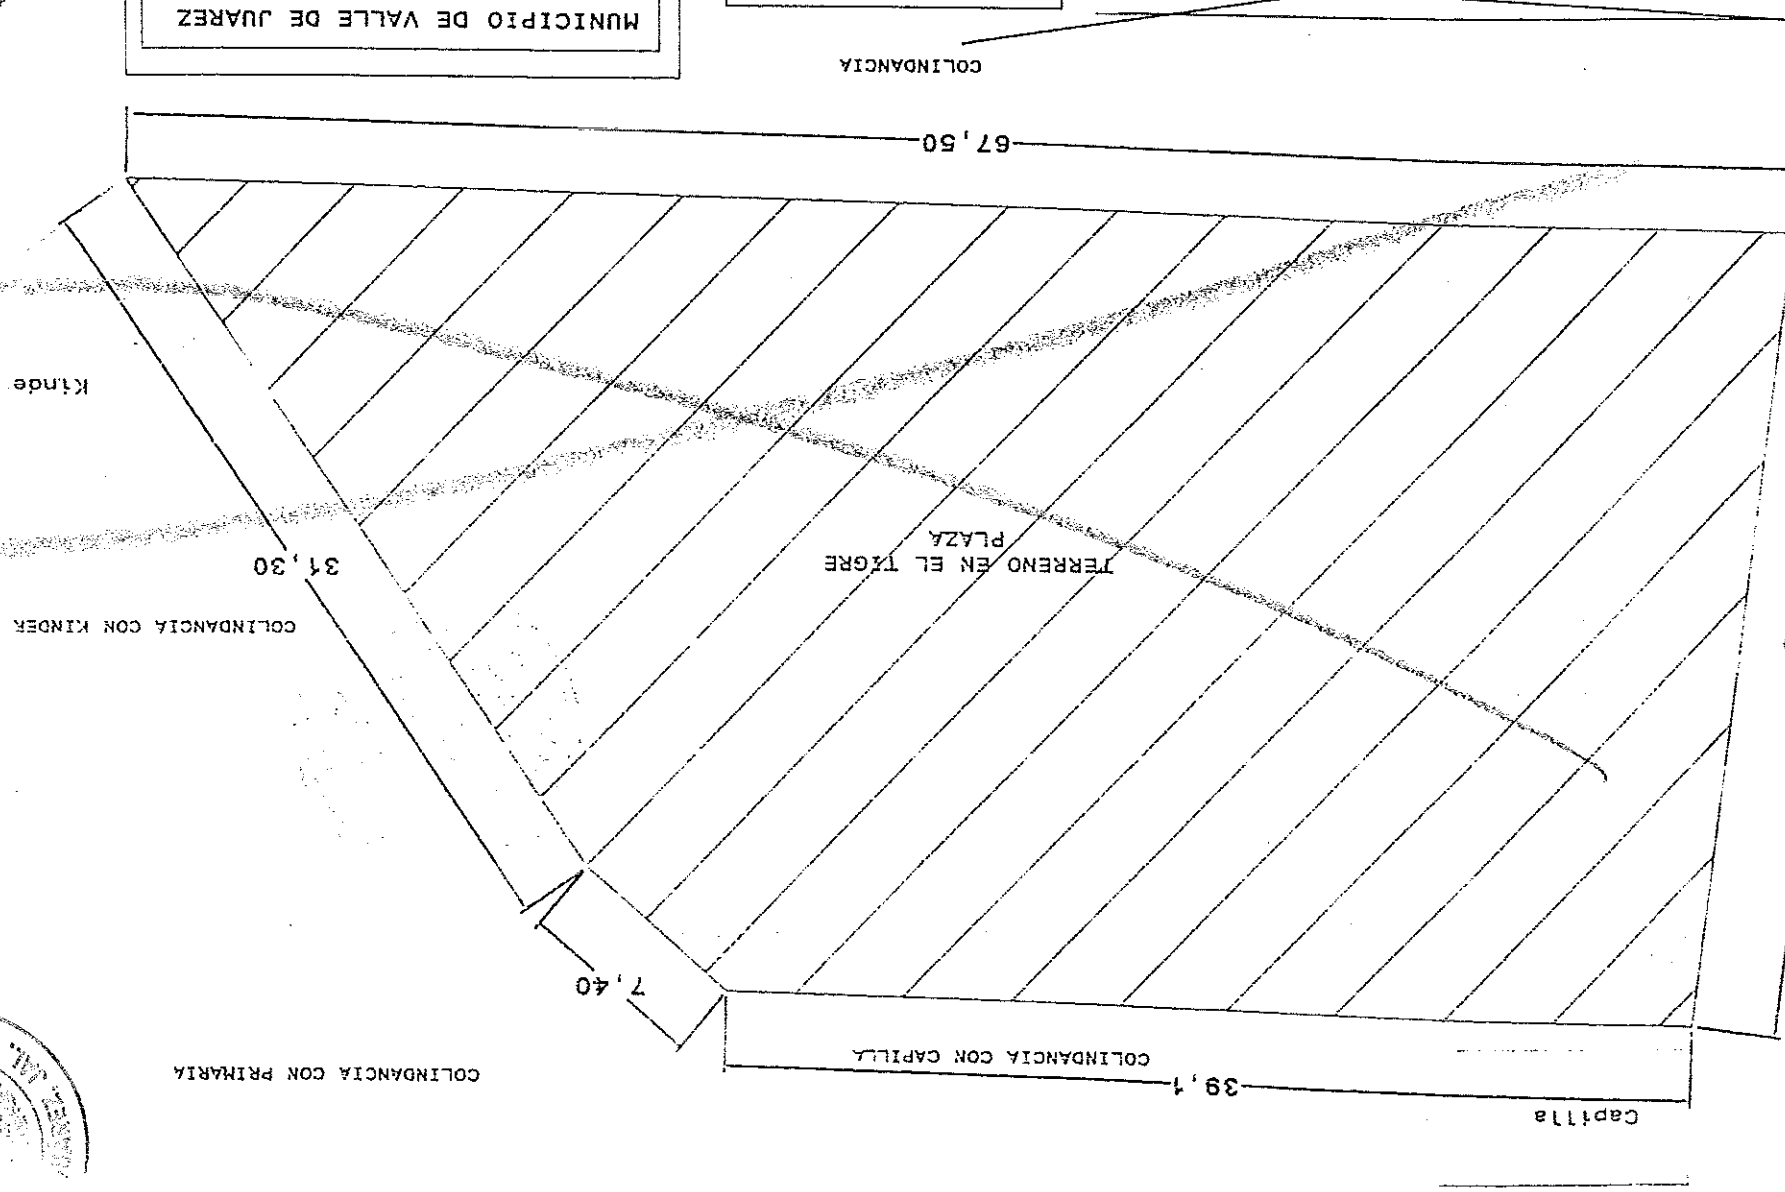 Capilla
39,1
COLINDANCIA CON CAPILLA
COLINDANCIA CON PRIMARIA
7,40
COLINDANCIA CON KINDER
31,30
TERRENO EN EL TIGRE
PLAZA
Kinde
67,50
COLINDANCIA
MUNICIPIO DE VALLE DE JUAREZ
JAL.